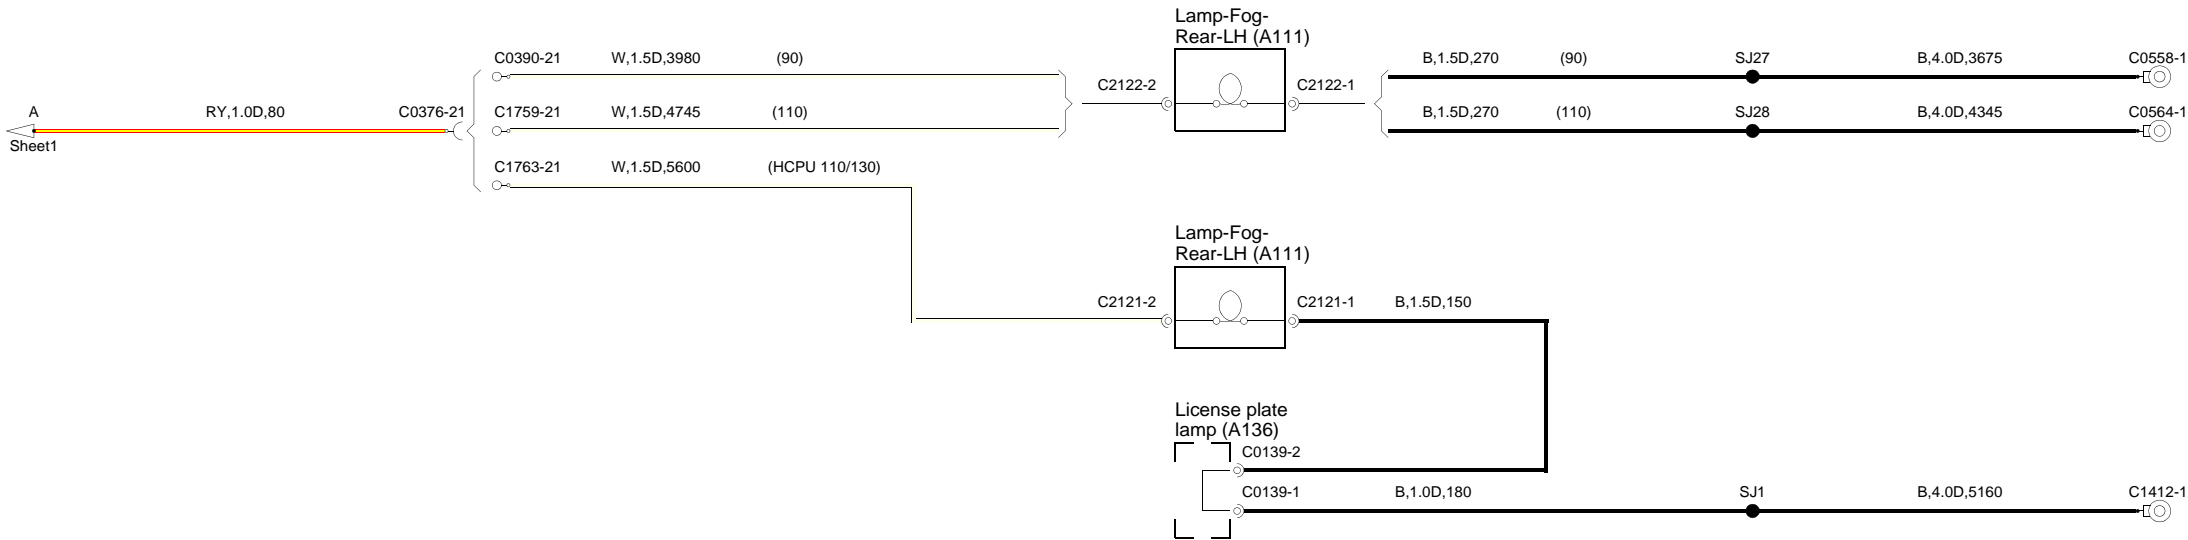 Lamp-Fog-
Rear-LH (A111)
C0390-21 W,1.5D,3980 (90)
C2122-2 C2122-1
B,1.5D,270 (90) SJ27 B,4.0D,3675 C0558-1
A RY,1.0D,80 C0376-21 C1759-21 W,1.5D,4745 (110)
B,1.5D,270 (110) SJ28 B,4.0D,4345 C0564-1
Sheet1
C1763-21 W,1.5D,5600 (HCPU 110/130)
Lamp-Fog-
Rear-LH (A111)
C2121-2 C2121-1 B,1.5D,150
License plate
lamp (A136)
C0139-2
C0139-1 B,1.0D,180 SJ1 B,4.0D,5160 C1412-1